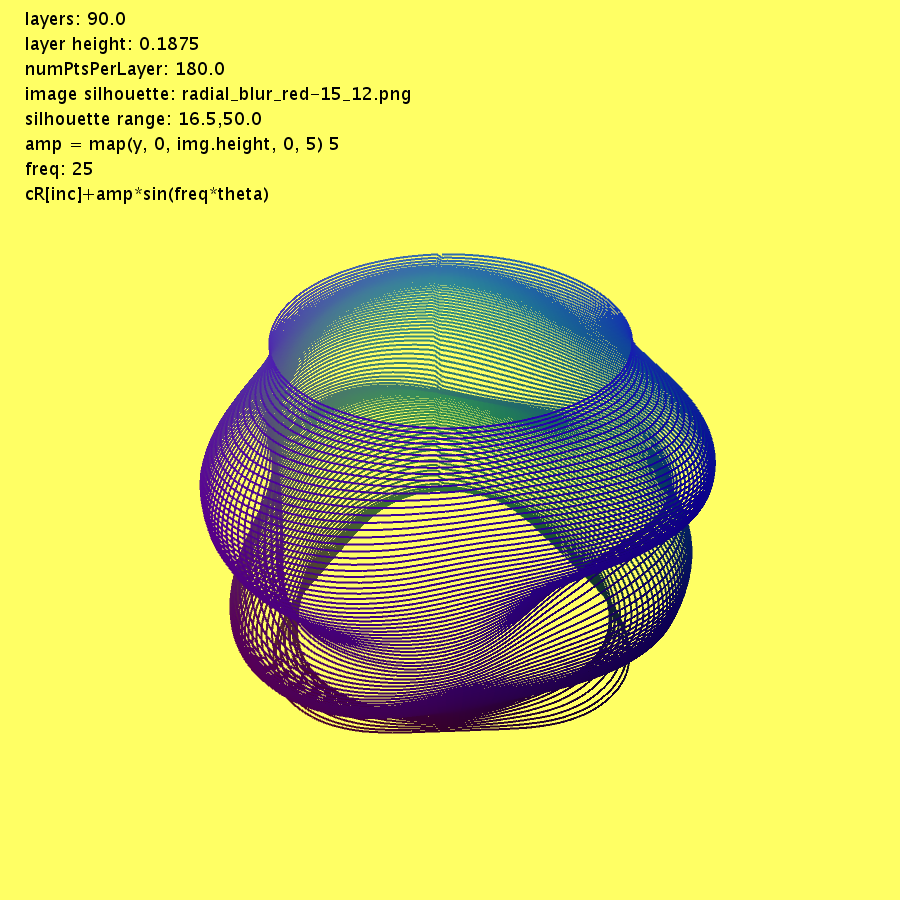 layers: 90.0
layer height: 0.1875
numPtsPerLayer: 180.0
image silhouette: radial_blur_red-15_12.png
silhouette range: 16.5,50.0
amp = map(y, 0, img.height, 0, 5) 5
freq: 25
cR[inc]+amp*sin(freq*theta)